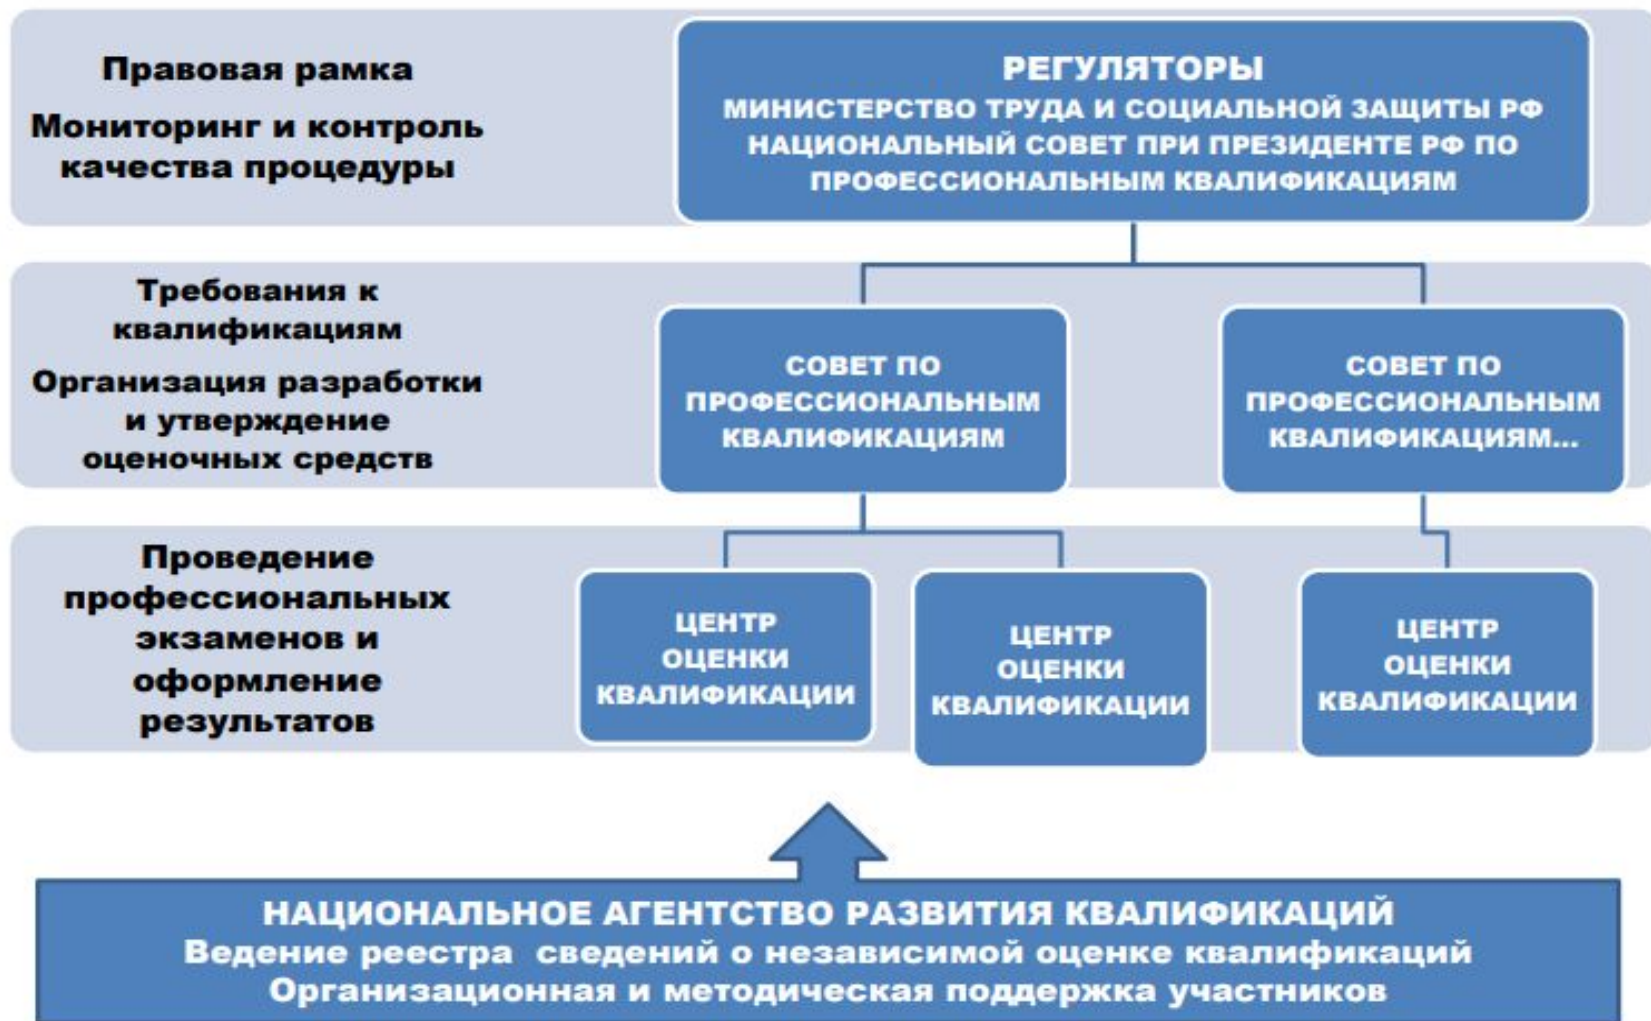 Правовая рамка
Мониторинг и контроль
качества процедуры
РЕГУЛЯТОРЫ
МИНИСТЕРСТВО ТРУДА И СОЦИАЛЬНОЙ ЗАЩИТЫ РФ
НАЦИОНАЛЬНЫЙ СОВЕТ ПРИ ПРЕЗИДЕНТЕ РФ ПО
ПРОФЕССИОНАЛЬНЫМ КВАЛИФИКАЦИЯМ
Требования к
квалификациям
Организация разработки
и утверждение
оценочных средств
СОВЕТ ПО
ПРОФЕССИОНАЛЬНЫМ
КВАЛИФИКАЦИЯМ
СОВЕТ ПО
ПРОФЕССИОНАЛЬНЫМ
КВАЛИФИКАЦИЯМ...
Проведение
профессиональных
экзаменов и
оформление
результатов
ЦЕНТР
ОЦЕНКИ
КВАЛИФИКАЦИИ
ЦЕНТР
ОЦЕНКИ
КВАЛИФИКАЦИИ
ЦЕНТР
ОЦЕНКИ
КВАЛИФИКАЦИИ
НАЦИОНАЛЬНОЕ АГЕНТСТВО РАЗВИТИЯ КВАЛИФИКАЦИЙ
Ведение реестра сведений о независимой оценке квалификаций
Организационная и методическая поддержка участников